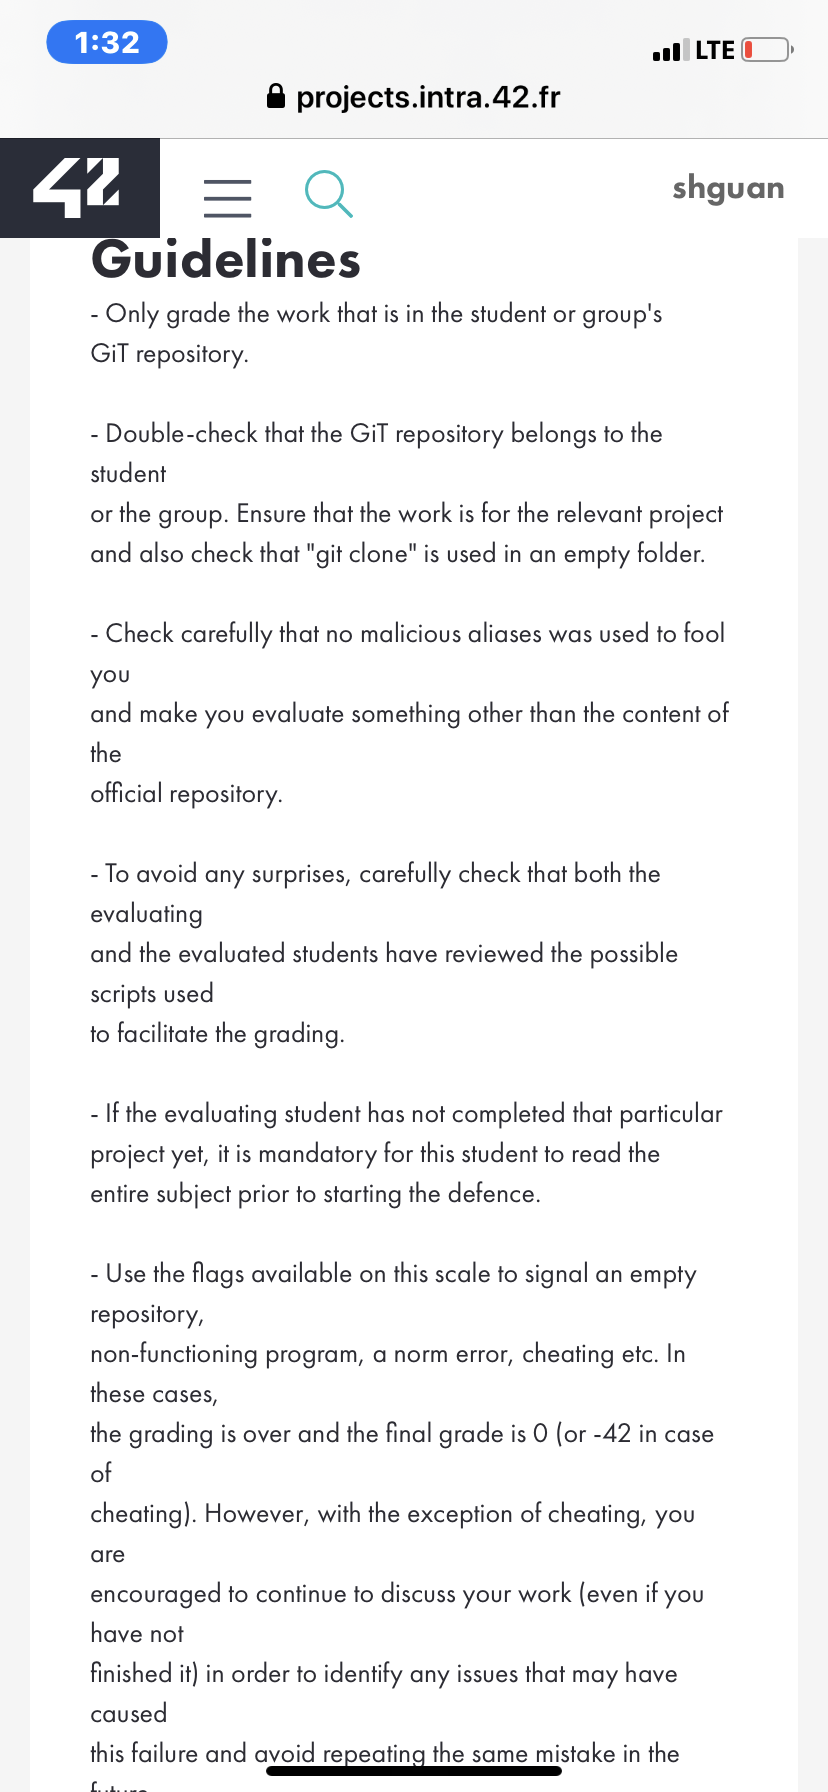 1:32
LTE
projects.intra.42.fr
42
shguan
Guidelines
- Only grade the work that is in the student or group's
GiT repository.
- Double-check that the GiT repository belongs to the
student
or the group. Ensure that the work is for the relevant project
and also check that "git clone" is used in an empty folder.
- Check carefully that no malicious aliases was used to fool
you
and make you evaluate something other than the content of
the
official repository.
- To avoid any surprises, carefully check that both the
evaluating
and the evaluated students have reviewed the possible
scripts used
to facilitate the grading.
- If the evaluating student has not completed that particular
project yet, it is mandatory for this student to read the
entire subject prior to starting the defence.
- Use the flags available on this scale to signal an empty
repository,
non-functioning program, a norm error, cheating etc. In
these cases,
the grading is over and the final grade is 0 (or -42 in case
of
cheating). However, with the exception of cheating, you
are
encouraged to continue to discuss your work (even if you
have not
finished it) in order to identify any issues that may have
caused
this failure and avoid repeating the same mistake in the